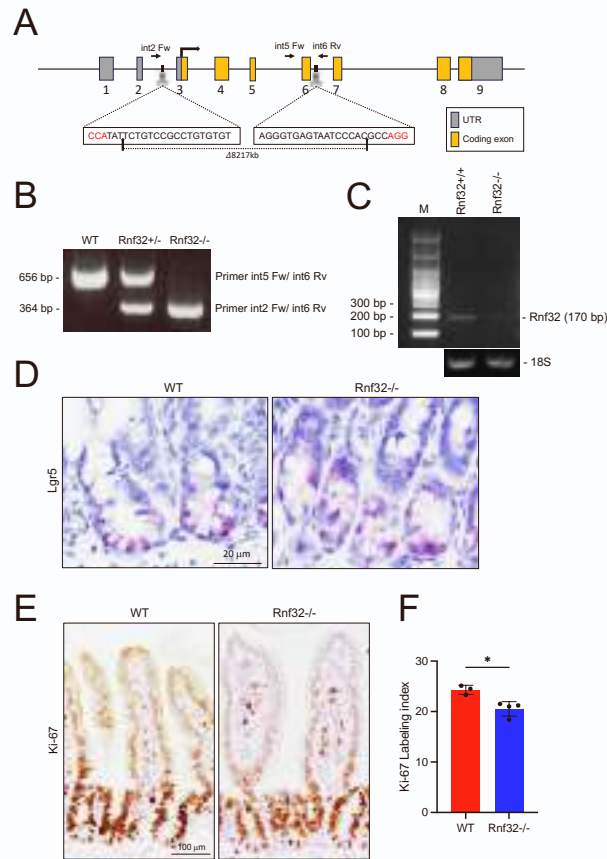 A
int2 Fw
int5 Fw
int6 Rv
1 2 3 4 5 6 7 8 9
CCATATTCTGTCCGCCTGTGTGT
AGGGTGAGTAATCCCACGCCAGG
Δ8217kb
UTR
Coding exon
B
WT Rnf32+/- Rnf32-/-
656 bp - Primer int5 Fw/ int6 Rv
364 bp - Primer int2 Fw/ int6 Rv
C
M Rnf32+/+ Rnf32-/-
300 bp -
200 bp - - Rnf32 (170 bp)
100 bp -
- 18S
D
WT Rnf32-/-
Lgr5
20 μm
E
WT Rnf32-/-
Ki-67
100 μm
F
Ki-67 Labeling index
30
20
10
0
*
WT Rnf32-/-